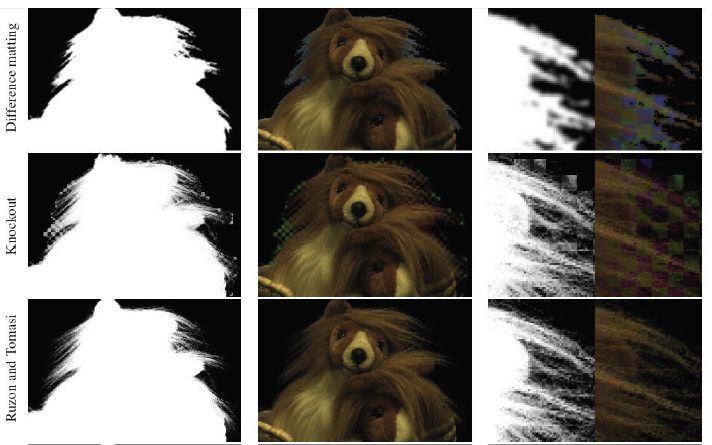 Difference matting
Knockout
Ruzon and Tomasi